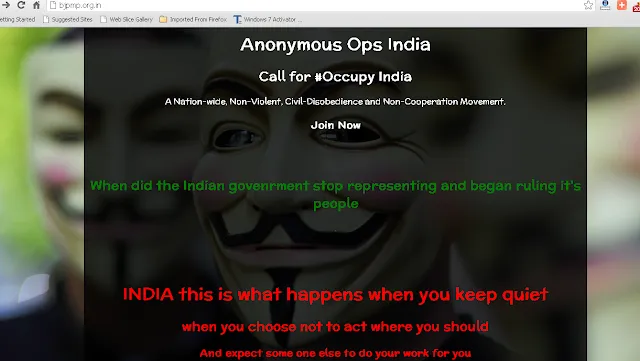 bjpmp.org.in
etting Started
Suggested Sites
Web Slice Gallery
Imported From Firefox
Windows 7 Activator ...
Anonymous Ops India
Call for #Occupy India
A Nation-wide, Non-Violent, Civil-Disobedience and Non-Cooperation Movement.
Join Now
When did the Indian govenrment stop representing and began ruling it's
people
INDIA this is what happens when you keep quiet
when you choose not to act where you should
And expect some one else to do your work for you